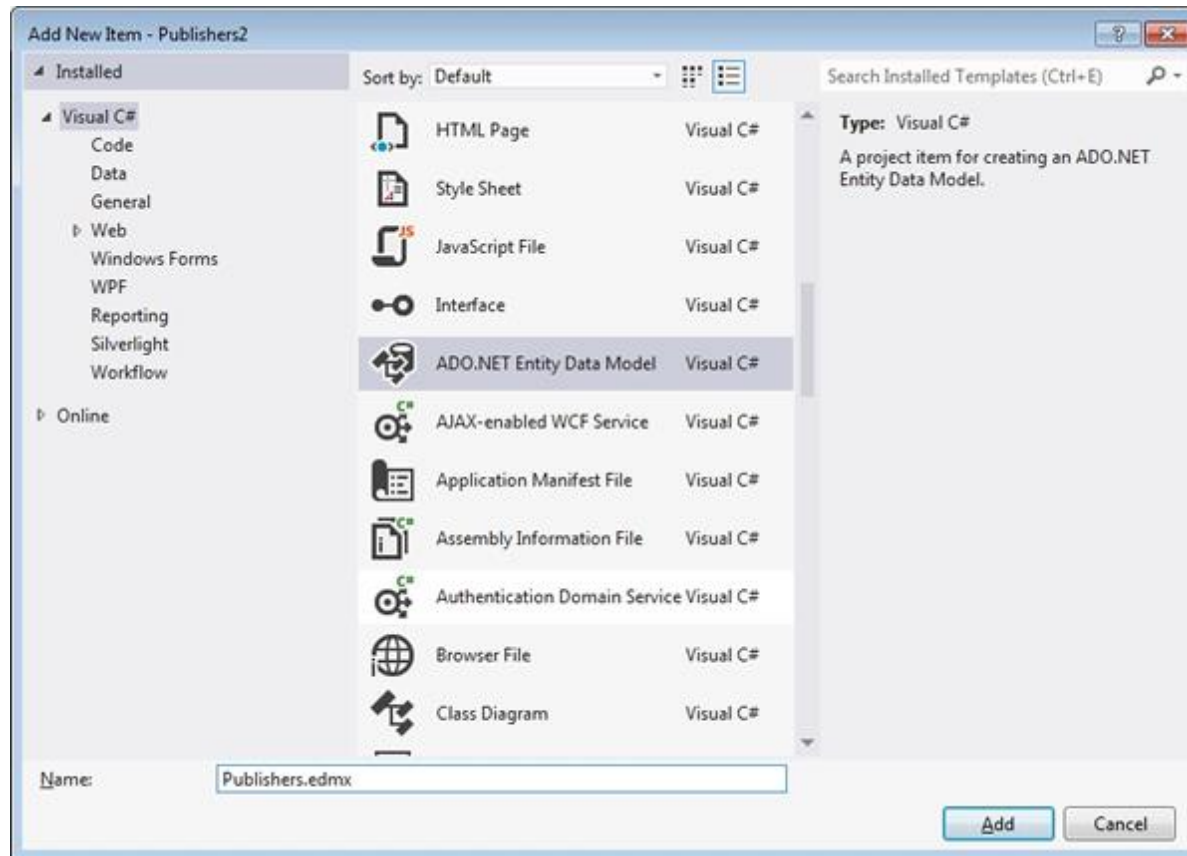 Add New Item - Publishers2
Installed
Sort by: Default
Search Installed Templates (Ctrl+E)
Visual C#
Code
Data
General
Web
Windows Forms
WPF
Reporting
Silverlight
Workflow
Online
HTML Page Visual C#
Style Sheet Visual C#
JavaScript File Visual C#
Interface Visual C#
ADO.NET Entity Data Model Visual C#
AJAX-enabled WCF Service Visual C#
Application Manifest File Visual C#
Assembly Information File Visual C#
Authentication Domain Service Visual C#
Browser File Visual C#
Class Diagram Visual C#
Type: Visual C#
A project item for creating an ADO.NET
Entity Data Model.
Name: Publishers.edmx
Add Cancel